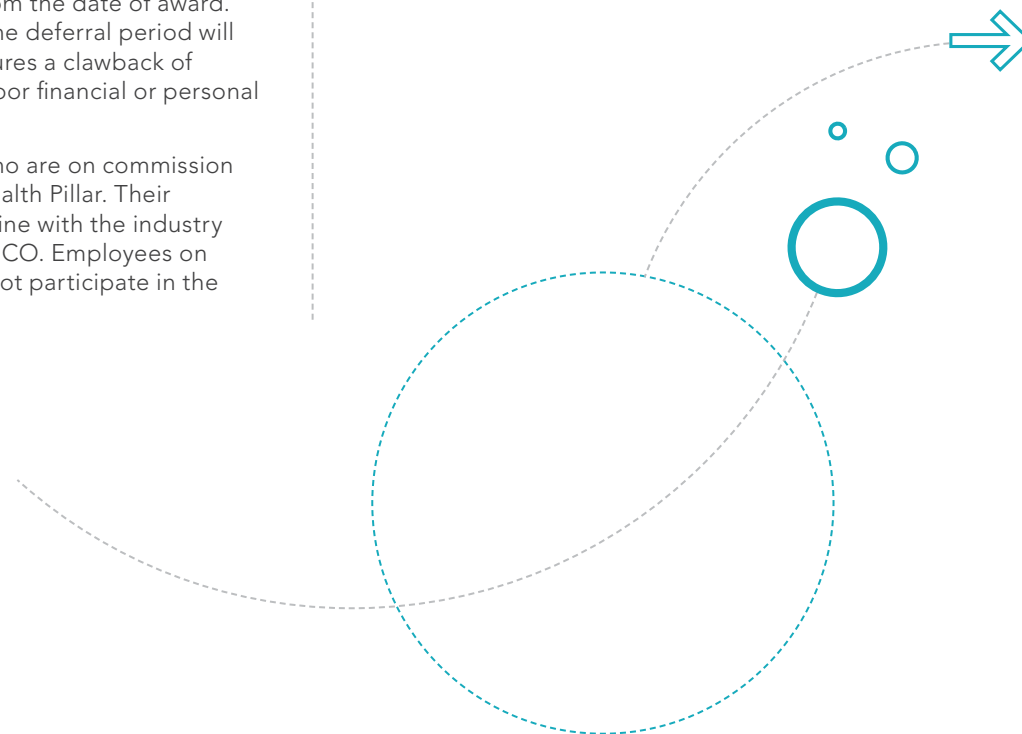 om the date of award.
ne deferral period will
ures a clawback of
oor financial or personal
ho are on commission
alth Pillar. Their
ine with the industry
CO. Employees on
ot participate in the